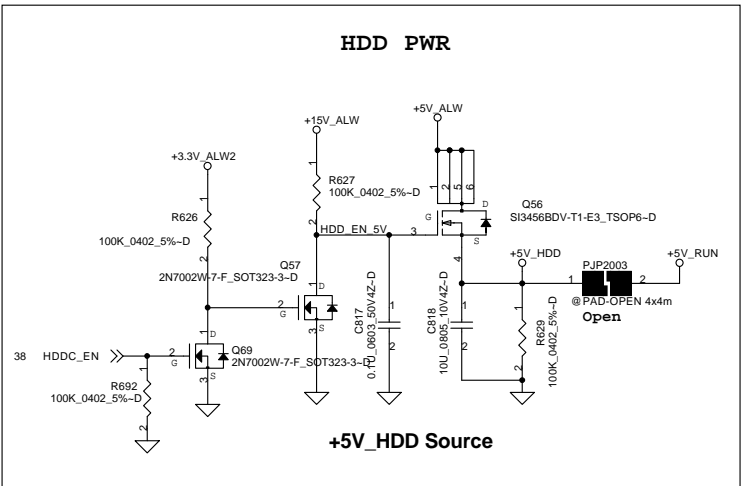 HDD PWR
+5V_ALW
+15V_ALW
+3.3V_ALW2
1
1
2
5
6
1
R627
100K_0402_5%~D
D
Q56
SI3456BDV-T1-E3_TSOP6~D
R626
G
2
HDD_EN_5V
3
S
100K_0402_5%~D
4
+5V_HDD
+5V_RUN
2
Q57
D
2N7002W-7-F_SOT323-3~D
PJP2003
1
2
@ PAD-OPEN 4x4m
Open
2
G
S
3
1
2
C817
0.1U_0603_50V4Z~D
1
2
C818
10U_0805_10V4Z~D
1
2
R629
100K_0402_5%~D
1
D
38 HDDC_EN
2
G
Q69
S
2N7002W-7-F_SOT323-3~D
3
1
R692
100K_0402_5%~D
2
+5V_HDD Source